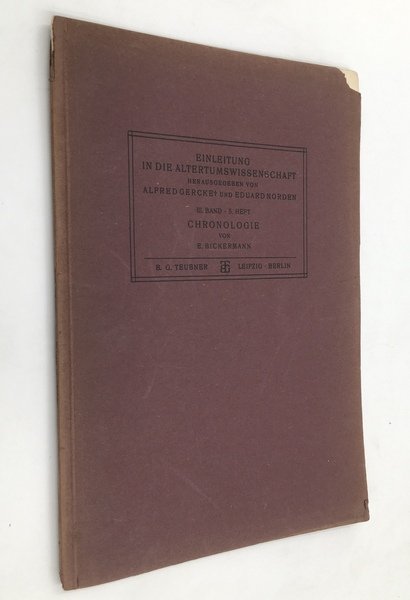 EINLEITUNG
IN DIE ALTERTUMSWISSENSCHAFT
HERAUSGEGEBEN VON
ALFRED GERCKE† UND EDUARD NORDEN
III. BAND · 5. HEFT
CHRONOLOGIE
VON
E. BICKERMANN
B. G. TEUBNER LEIPZIG · BERLIN